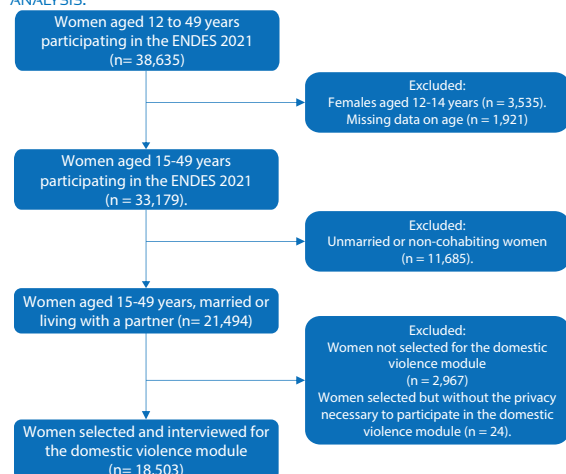 ANALYSIS.
Women aged 12 to 49 years
participating in the ENDES 2021
(n= 38,635)
Excluded:
Females aged 12-14 years (n = 3,535).
Missing data on age (n = 1,921)
Women aged 15-49 years
participating in the ENDES 2021
(n = 33,179).
Excluded:
Unmarried or non-cohabiting women
(n = 11,685).
Women aged 15-49 years, married or
living with a partner (n= 21,494)
Excluded:
Women not selected for the domestic
violence module
(n = 2,967)
Women selected but without the privacy
necessary to participate in the domestic
violence module (n = 24).
Women selected and interviewed for
the domestic violence module
(n= 18,503)